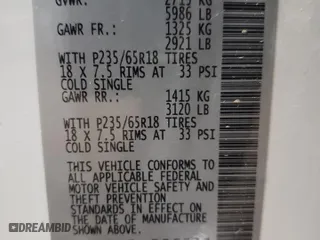 GVWR: 2715 KG
5986 LB
GAWR FR.: 1325 KG
2921 LB
WITH P235/65R18 TIRES
18 X 7.5 RIMS AT 33 PSI
COLD SINGLE
GAWR RR.: 1415 KG
3120 LB
WITH P235/65R18 TIRES
18 X 7.5 RIMS AT 33 PSI
COLD SINGLE
THIS VEHICLE CONFORMS TO
ALL APPLICABLE FEDERAL
MOTOR VEHICLE SAFETY
AND THEFT PREVENTION
STANDARDS IN EFFECT ON
THE DATE OF MANUFACTURE
SHOWN ABOVE.
DREAMBID